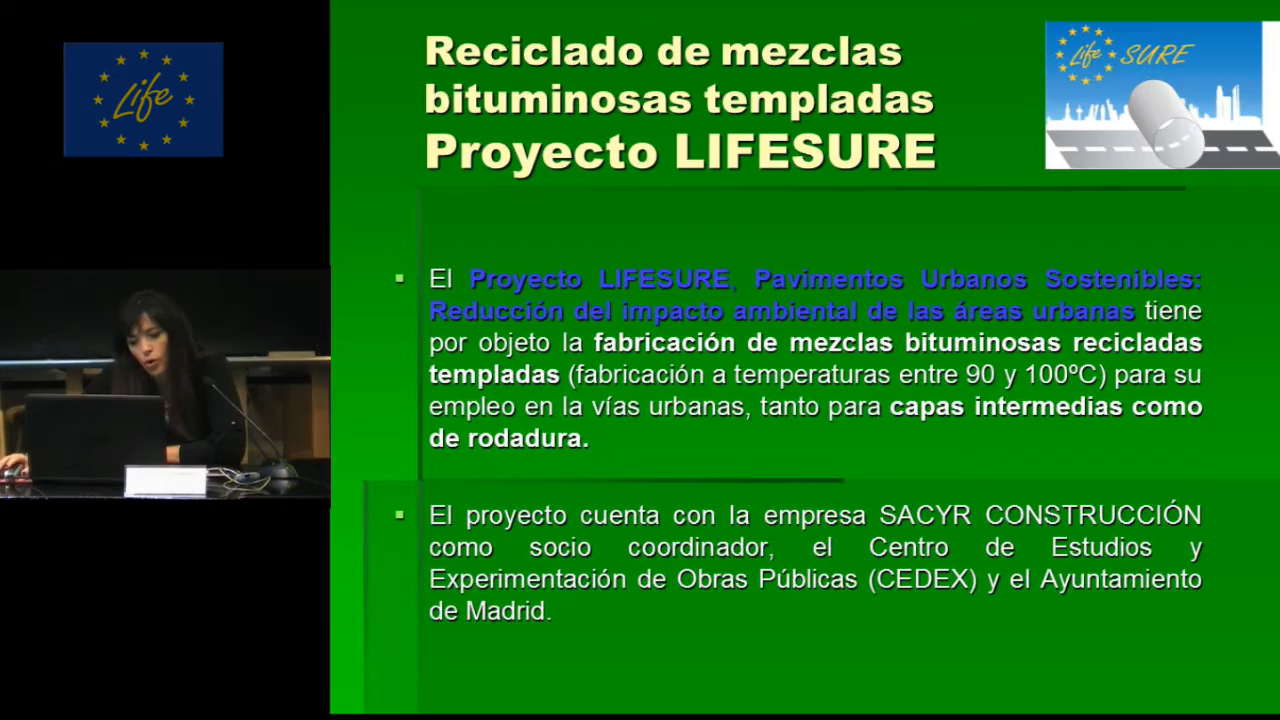 Life
Reciclado de mezclas
bituminosas templadas
Proyecto LIFESURE
Life SURE
El Proyecto LIFESURE, Pavimentos Urbanos Sostenibles:
Reducción del impacto ambiental de las áreas urbanas tiene
por objeto la fabricación de mezclas bituminosas recicladas
templadas (fabricación a temperaturas entre 90 y 100ºC) para su
empleo en la vías urbanas, tanto para capas intermedias como
de rodadura.
El proyecto cuenta con la empresa SACYR CONSTRUCCIÓN
como socio coordinador, el Centro de Estudios y
Experimentación de Obras Públicas (CEDEX) y el Ayuntamiento
de Madrid.